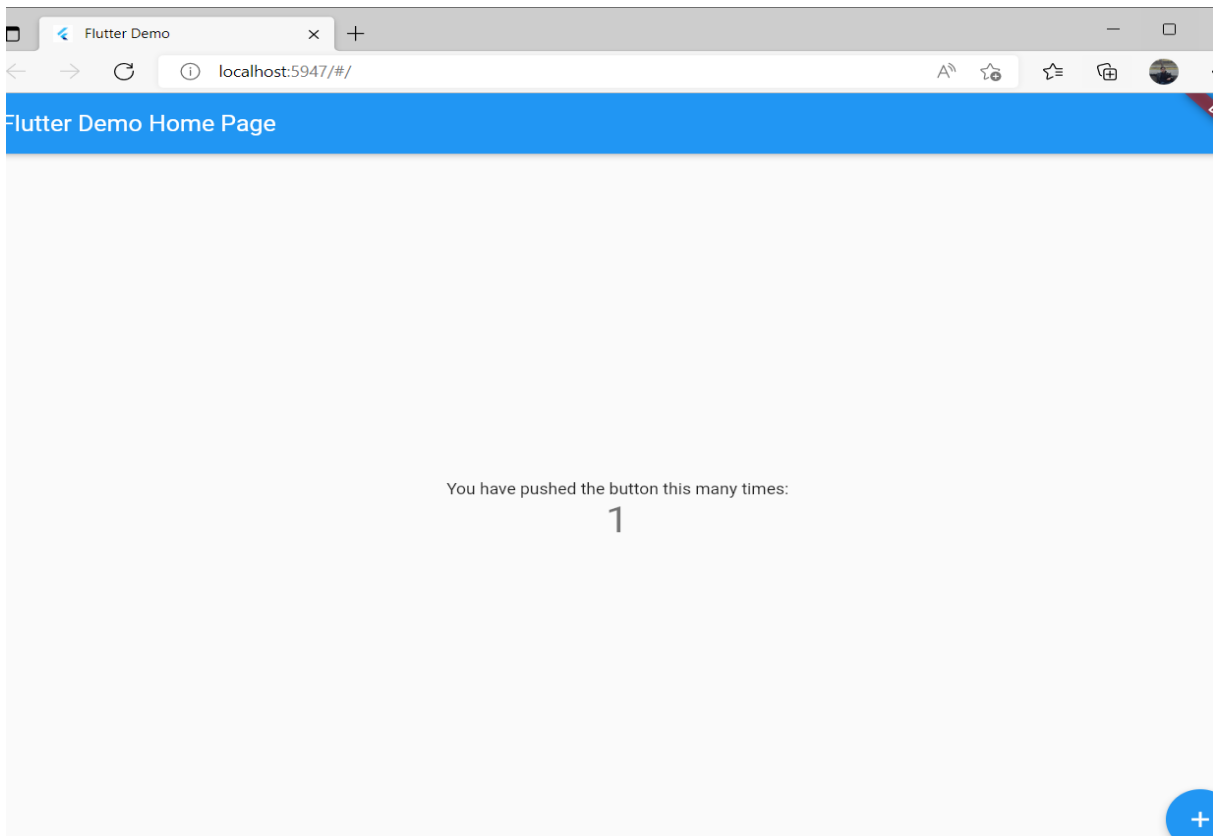 Flutter Demo
localhost:5947/#/
Flutter Demo Home Page
You have pushed the button this many times:
1